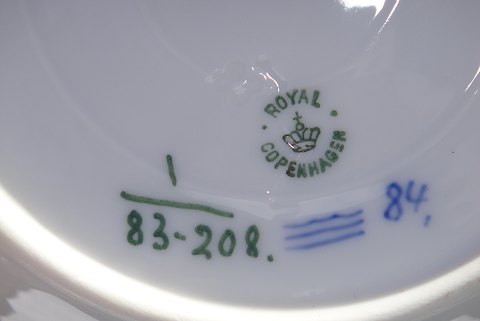 ROYAL
COPENHAGEN
1
83-208.
84,